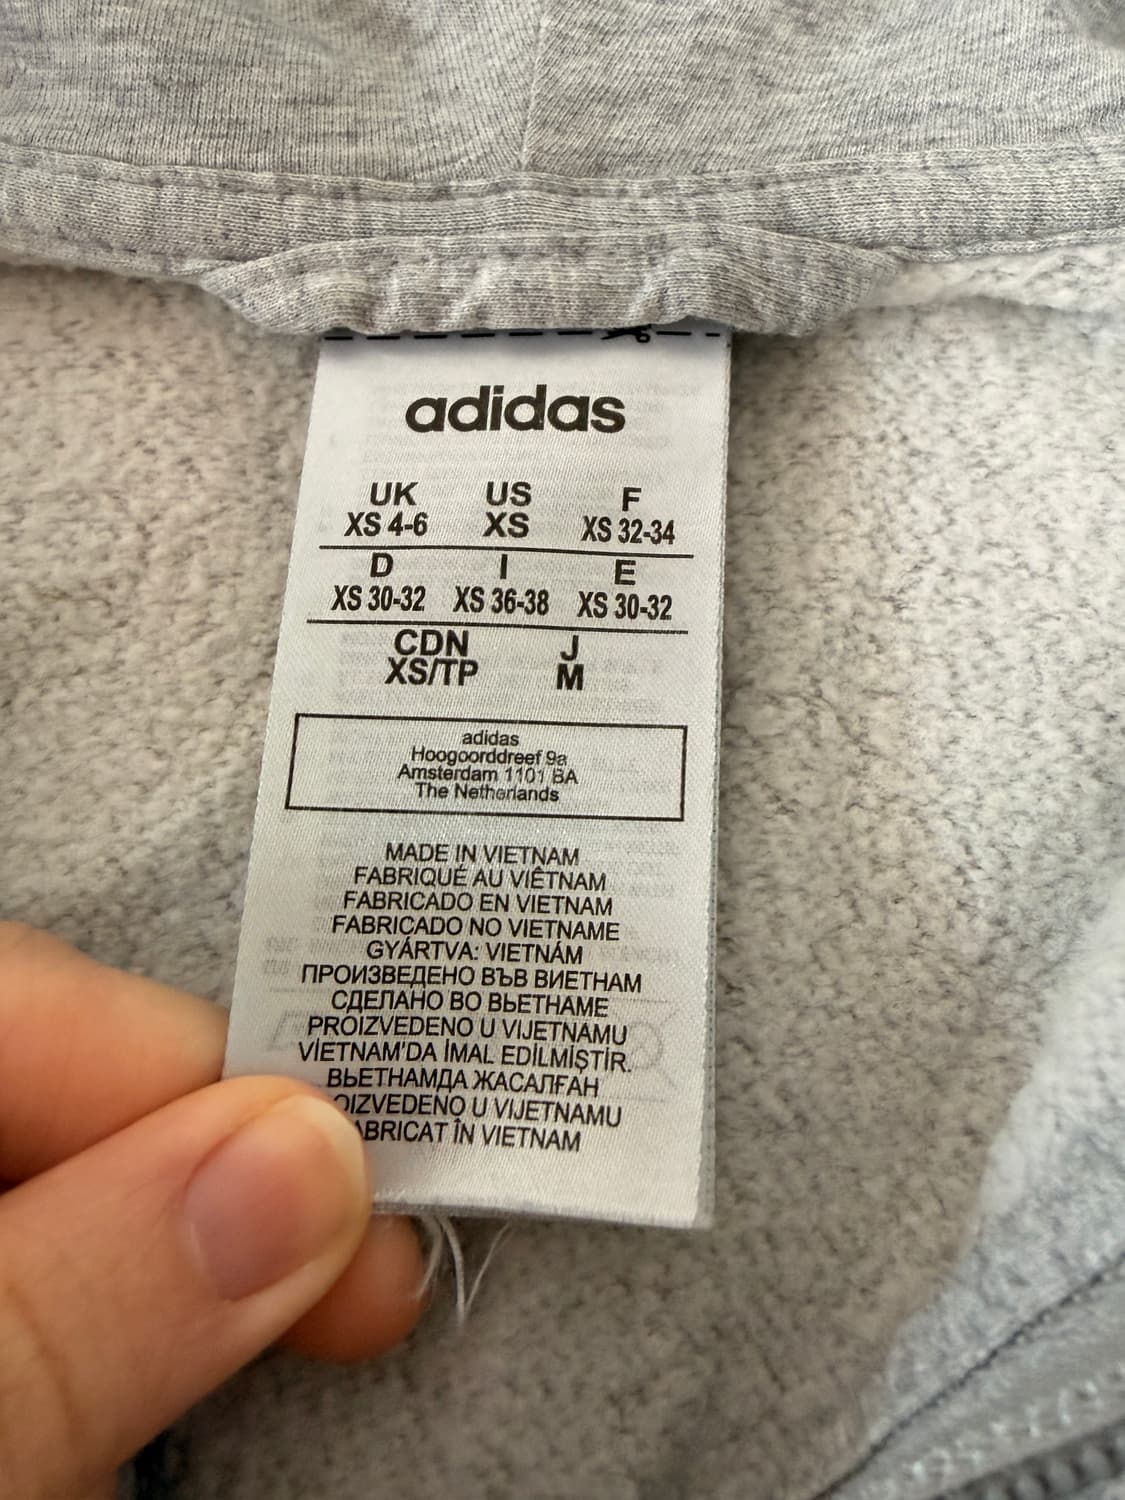 adidas
UK US F
XS 4-6 XS XS 32-34
D I E
XS 30-32 XS 36-38 XS 30-32
CDN J
XS/TP M
adidas
Hoogoorddreef 9a
Amsterdam 1101 BA
The Netherlands
MADE IN VIETNAM
FABRIQUÉ AU VIÊTNAM
FABRICADO EN VIETNAM
FABRICADO NO VIETNAME
GYÁRTVA: VIETNÁM
ПРОИЗВЕДЕНО ВЪВ ВИЕТНАМ
СДЕЛАНО ВО ВЬЕТНАМЕ
PROIZVEDENO U VIJETNAMU
VİETNAM'DA İMAL EDİLMİŞTİR.
ВЬЕТНАМДА ЖАСАЛҒАН
OIZVEDENO U VIJETNAMU
ABRICAT ÎN VIETNAM